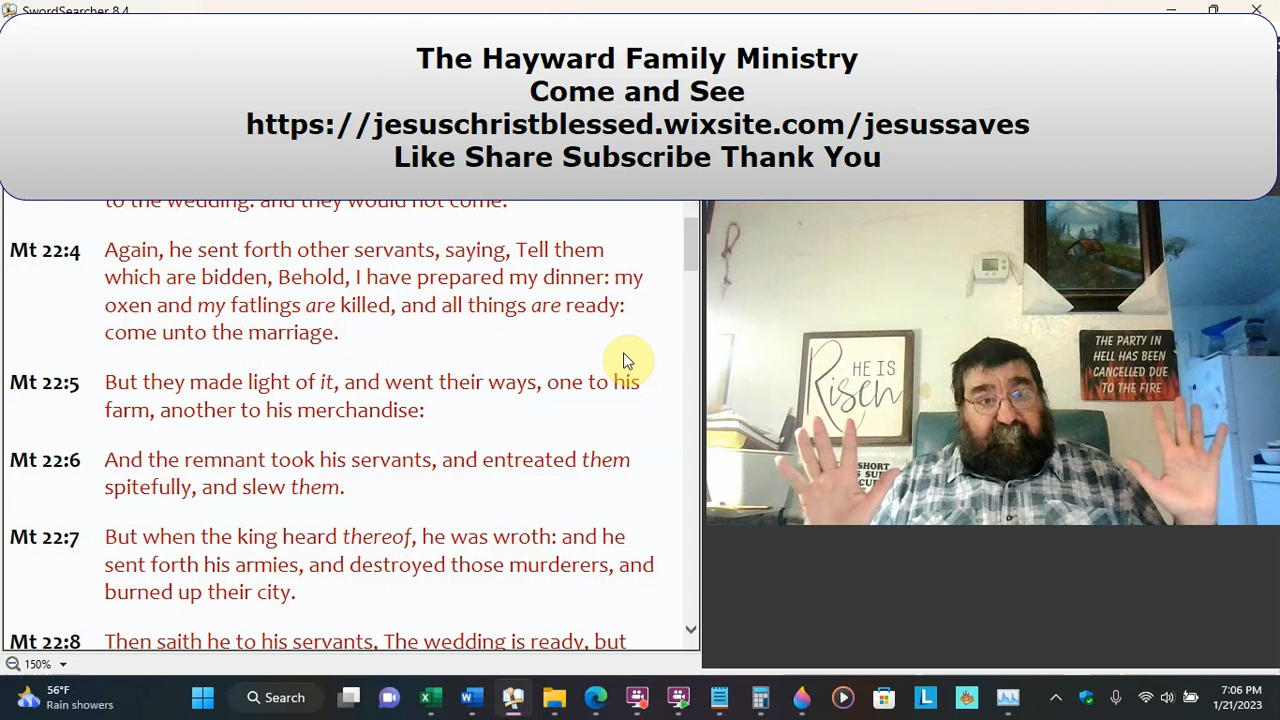 SwordSearcher 8.4
The Hayward Family Ministry
Come and See
https://jesuschristblessed.wixsite.com/jesussaves
Like Share Subscribe Thank You
to the wedding: and they would not come.
Mt 22:4 Again, he sent forth other servants, saying, Tell them
which are bidden, Behold, I have prepared my dinner: my
oxen and my fatlings are killed, and all things are ready:
come unto the marriage.
Mt 22:5 But they made light of it, and went their ways, one to his
farm, another to his merchandise:
Mt 22:6 And the remnant took his servants, and entreated them
spitefully, and slew them.
Mt 22:7 But when the king heard thereof, he was wroth: and he
sent forth his armies, and destroyed those murderers, and
burned up their city.
Mt 22:8 Then saith he to his servants, The wedding is ready, but
HE IS
Risen
THE PARTY IN
HELL HAS BEEN
CANCELLED DUE
TO THE FIRE
SHORT
150%
56°F
Rain showers
Search
L
7:06 PM
1/21/2023